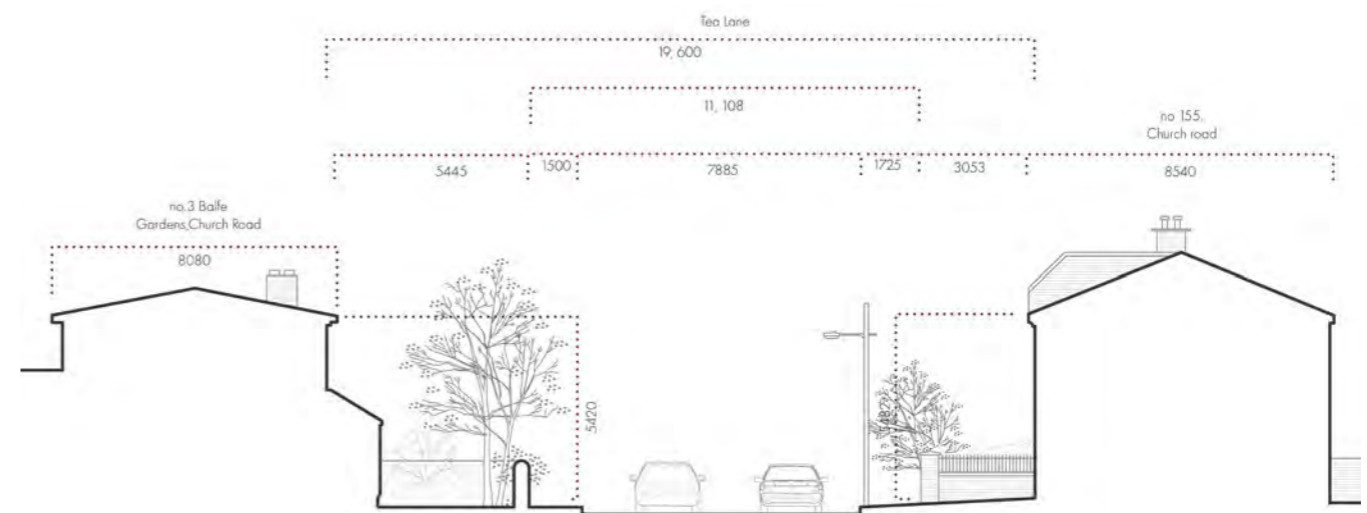 Tea Lane
19, 600
11, 108
no 155,
Church road
5445
1500
7885
1725
3053
8540
no.3 Balfe
Gardens,Church Road
8080
5420
5482